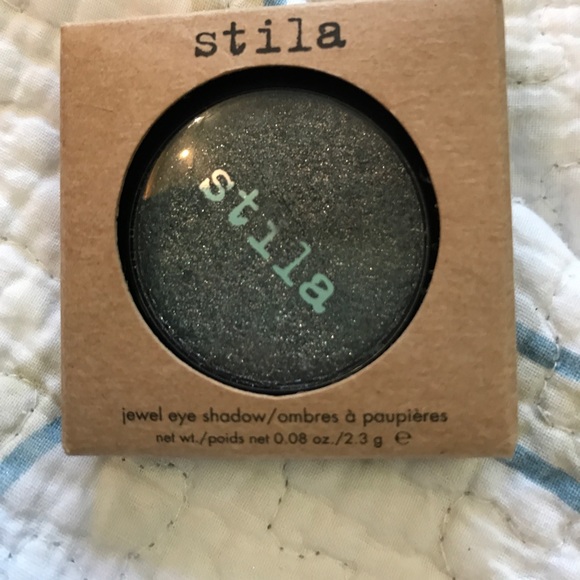 stila
stila
jewel eye shadow/ombres à paupières
net wt./poids net 0.08 oz./2.3 g ℮